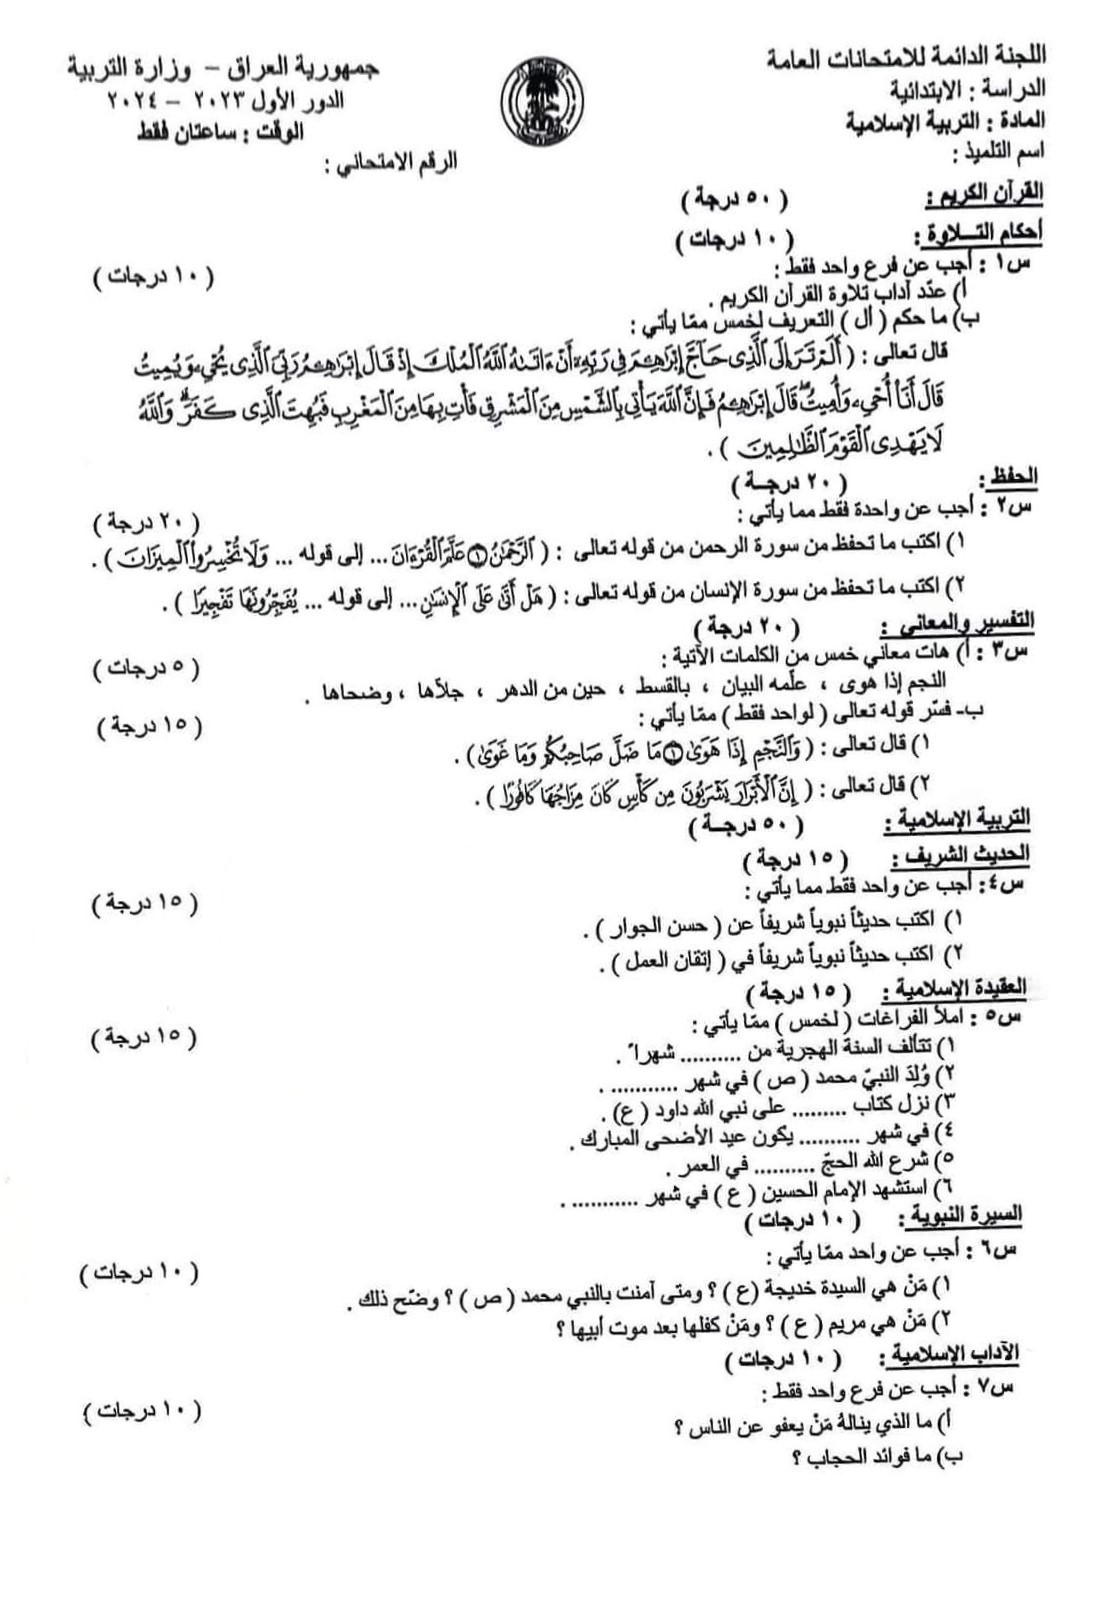 اللجنة الدائمة للامتحانات العامة
الدراسة : الابتدائية
المادة : التربية الإسلامية
اسم التلميذ :
جمهورية العراق – وزارة التربية
الدور الأول ٢٠٢٣ – ٢٠٢٤
الوقت : ساعتان فقط
الرقم الامتحاني :
القرآن الكريم : ( ٥٠ درجة )
أحكام التـــلاوة : ( ١٠ درجات )
س١ : أجب عن فرع واحد فقط : ( ١٠ درجات )
أ) عدّد آداب تلاوة القرآن الكريم .
ب) ما حكم ( أل ) التعريف لخمس ممّا يأتي :
قال تعالى : ( أَلَمْ تَرَ إِلَى الَّذِي حَاجَّ إِبْرَاهِيمَ فِي رَبِّهِ أَنْ ءَاتَىٰهُ اللَّهُ الْمُلْكَ إِذْ قَالَ إِبْرَاهِيمُ رَبِّيَ الَّذِي يُحْيِي وَيُمِيتُ
قَالَ أَنَا أُحْيِي وَأُمِيتُ ۖ قَالَ إِبْرَاهِيمُ فَإِنَّ اللَّهَ يَأْتِي بِالشَّمْسِ مِنَ الْمَشْرِقِ فَأْتِ بِهَا مِنَ الْمَغْرِبِ فَبُهِتَ الَّذِي كَفَرَ ۗ وَاللَّهُ
لَا يَهْدِي الْقَوْمَ الظَّالِمِينَ ) .
الحفظ : ( ٢٠ درجـة )
س٢ : أجب عن واحدة فقط مما يأتي : ( ٢٠ درجة )
١) اكتب ما تحفظ من سورة الرحمن من قوله تعالى : ( الرَّحْمَٰنُ ١ عَلَّمَ الْقُرْءَانَ ... إلى قوله ... وَلَا تُخْسِرُوا الْمِيزَانَ ) .
٢) اكتب ما تحفظ من سورة الإنسان من قوله تعالى : ( هَلْ أَتَىٰ عَلَى الْإِنسَٰنِ ... إلى قوله ... يُفَجِّرُونَهَا تَفْجِيرًا ) .
التفسير والمعاني : ( ٢٠ درجة )
س٣ : أ) هات معاني خمس من الكلمات الآتية : ( ٥ درجات )
النجم إذا هوى ، علّمه البيان ، بالقسط ، حين من الدهر ، جلاّها ، وضحاها .
ب- فسّر قوله تعالى ( لواحد فقط ) ممّا يأتي : ( ١٥ درجة )
١) قال تعالى : ( وَالنَّجْمِ إِذَا هَوَىٰ ١ مَا ضَلَّ صَاحِبُكُمْ وَمَا غَوَىٰ ) .
٢) قال تعالى : ( إِنَّ الْأَبْرَارَ يَشْرَبُونَ مِن كَأْسٍ كَانَ مِزَاجُهَا كَافُورًا ) .
التربية الإسلامية : ( ٥٠ درجـة )
الحديث الشريف : ( ١٥ درجة )
س٤: أجب عن واحد فقط مما يأتي : ( ١٥ درجة )
١) اكتب حديثاً نبوياً شريفاً عن ( حسن الجوار ) .
٢) اكتب حديثاً نبوياً شريفاً في ( إتقان العمل ) .
العقيدة الإسلامية : ( ١٥ درجة )
س٥ : املأ الفراغات ( لخمس ) ممّا يأتي : ( ١٥ درجة )
١) تتألف السنة الهجرية من .......... شهراً .
٢) وُلِدَ النبيّ محمد ( ص ) في شهر ........... .
٣) نزل كتاب ......... على نبي الله داود ( ع) .
٤) في شهر .......... يكون عيد الأضحى المبارك .
٥) شرع الله الحجّ .......... في العمر .
٦) استشهد الإمام الحسين ( ع ) في شهر ........... .
السيرة النبوية : ( ١٠ درجات )
س٦ : أجب عن واحد ممّا يأتي : ( ١٠ درجات )
١) مَنْ هي السيدة خديجة (ع ) ؟ ومتى آمنت بالنبي محمد ( ص ) ؟ وضّح ذلك .
٢) مَنْ هي مريم ( ع ) ؟ ومَنْ كفلها بعد موت أبيها ؟
الآداب الإسلامية : ( ١٠ درجات )
س٧ : أجب عن فرع واحد فقط : ( ١٠ درجات )
أ) ما الذي ينالهُ مَنْ يعفو عن الناس ؟
ب) ما فوائد الحجاب ؟